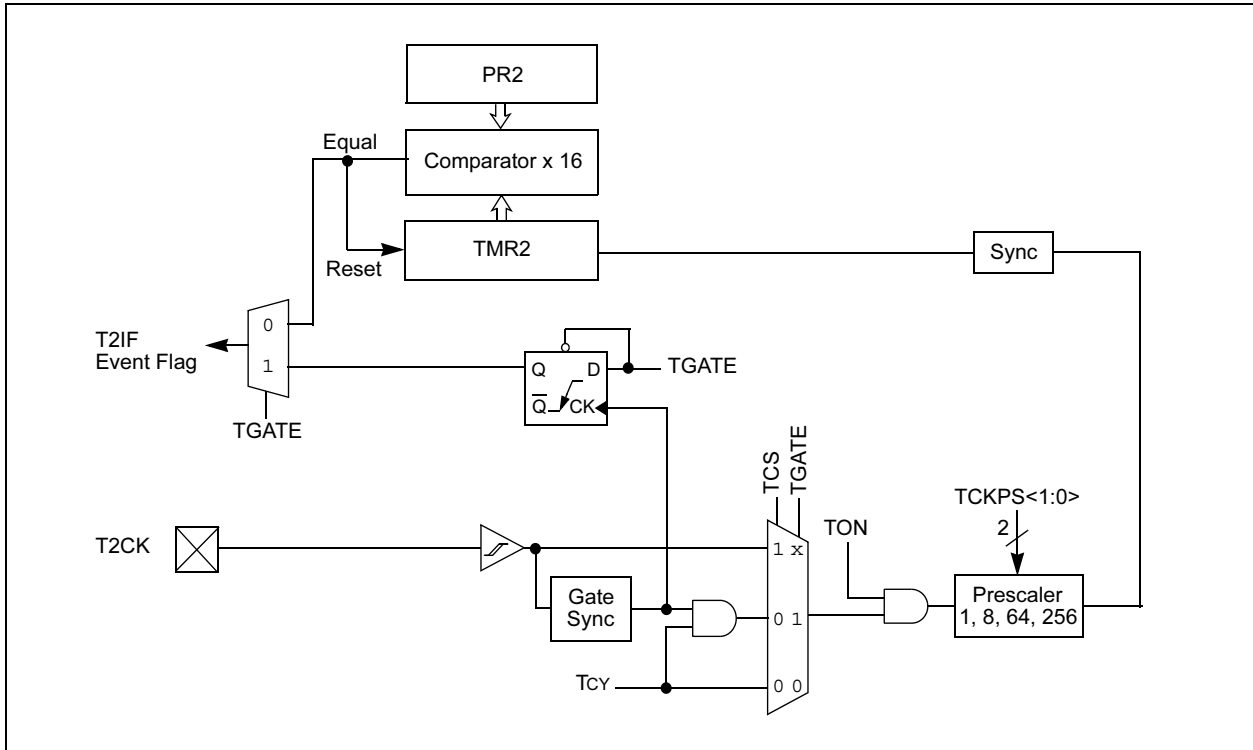 PR2
Equal
Comparator x 16
Reset
TMR2
Sync
0
1
T2IF
Event Flag
TGATE
Q D
Q̅ CK
TGATE
TCS
TGATE
TCKPS<1:0>
2
TON
T2CK
1 x
Gate
Sync
0 1
Prescaler
1, 8, 64, 256
TCY
0 0